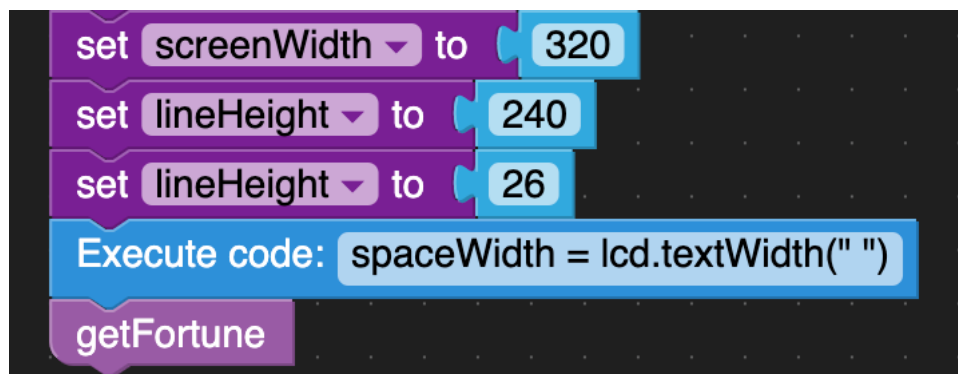 set screenWidth to 320
set lineHeight to 240
set lineHeight to 26
Execute code: spaceWidth = lcd.textWidth(" ")
getFortune